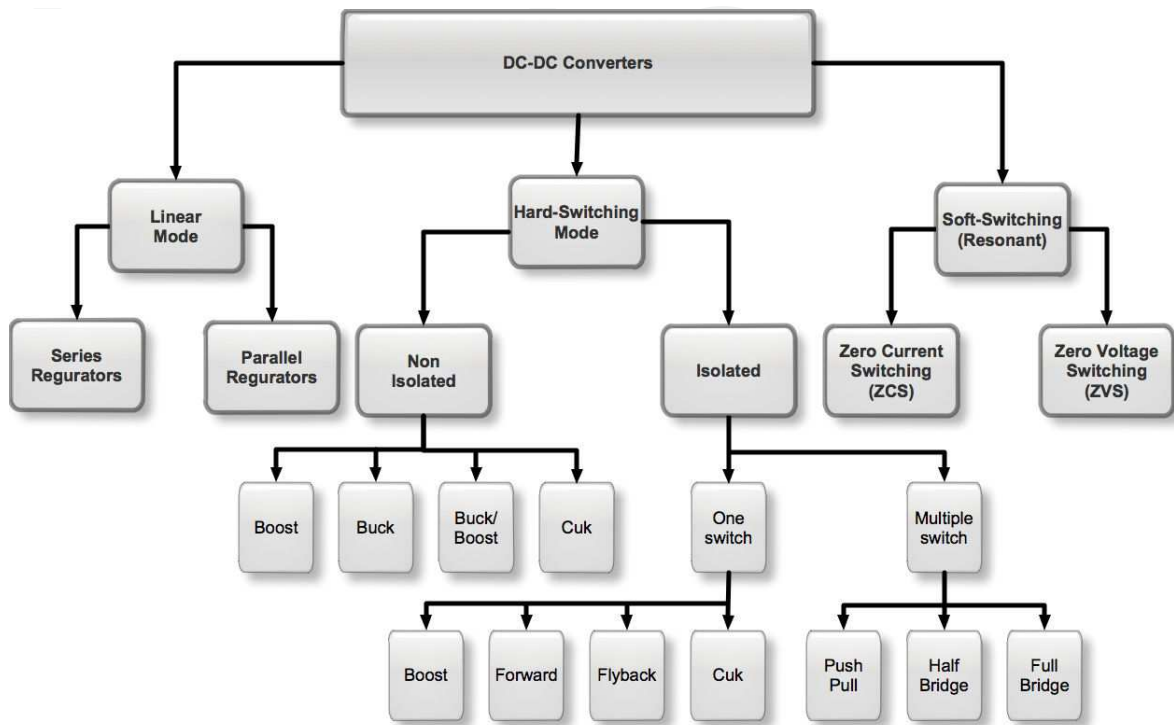 DC-DC Converters
Linear
Mode
Hard-Switching
Mode
Soft-Switching
(Resonant)
Series
Regurators
Parallel
Regurators
Non
Isolated
Isolated
Zero Current
Switching
(ZCS)
Zero Voltage
Switching
(ZVS)
Boost
Buck
Buck/
Boost
Cuk
One
switch
Multiple
switch
Boost
Forward
Flyback
Cuk
Push
Pull
Half
Bridge
Full
Bridge